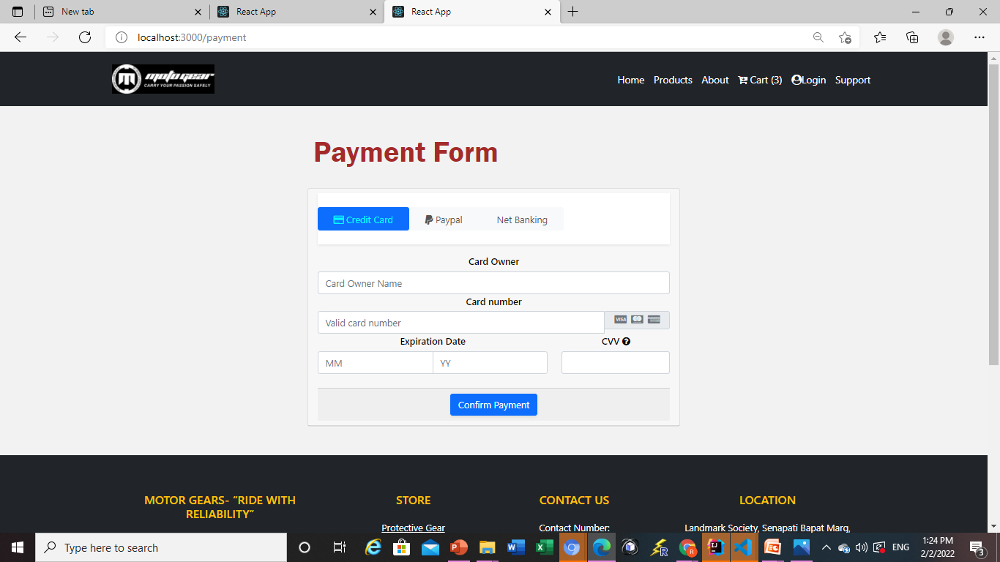 New tab
React App
React App
localhost:3000/payment
M moto gear
CARRY YOUR PASSION SAFELY
Home Products About Cart (3) Login Support
Payment Form
Credit Card Paypal Net Banking
Card Owner
Card Owner Name
Card number
Valid card number VISA
Expiration Date CVV
MM YY
Confirm Payment
MOTOR GEARS- “RIDE WITH
RELIABILITY”
STORE
Protective Gear
CONTACT US
Contact Number:
LOCATION
Landmark Society, Senapati Bapat Marg,
Type here to search
ENG
1:24 PM
2/2/2022
3